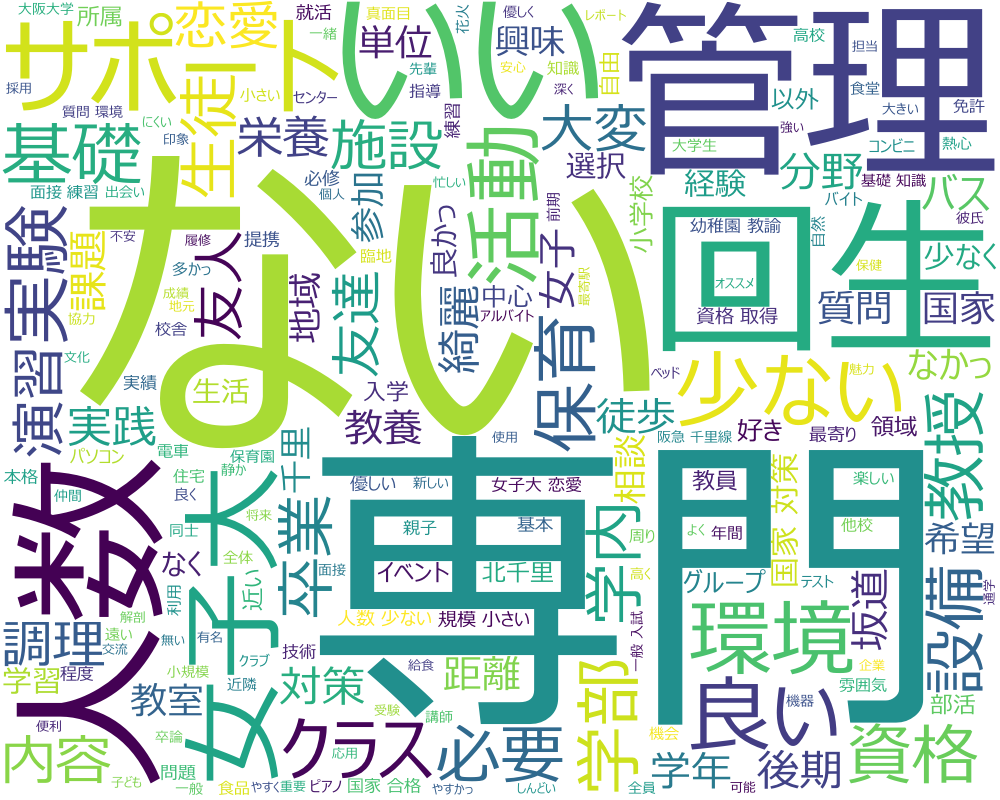 大阪大学
所属
恋愛
就活
真面目
一緒
優しく
花火
レポート
高校
担当
サポート
いい
単位
興味
安心
知識
自由
管理
採用
生徒
小さい
センター
先輩
指導
深く
以外
食堂
大きい
免許
質問 環境
にくい
印象
栄養
施設
練習
大変
大学生
強い
コンビニ
熱心
基礎
面接 練習
出会い
必修
個人
忙しい
活動
選択
経験
分野
基礎 知識
バイト
バス
彼氏
実験
課題
不安
履修
提携
ない
参加
良かっ
前期
女子
小学校
幼稚園 教諭
自然
回生
保健
少なく
多かっ
友人
地域
臨地
綺麗
中心
アルバイト
最寄駅
オススメ
資格 取得
質問
国家
成績
地元
協力
校舎
友達
保育
演習
文化
実績
生活
入学
ベッド
少ない
魅力
なかっ
実践
教養
徒歩
好き
最寄り
領域
パソコン
電車
保育園
千里
使用
阪急 千里線
教授
本格
住宅
静か
優しい
新しい
女子大 恋愛
相談
教員
国家 対策
楽しい
人数
仲間
良く
同士
将来
卒業
専門
親子
基本
学内
周り
よく
年間
他校
希望
女子大
なく
全体
近い
面接
イベント
北千里
高く
グループ
テスト
坂道
設備
通学
調理
解剖
遠い
交流
利用
無い
有名
人数 少ない
規模 小さい
技術
給食
一般 入試
環境
学習
程度
小規模
クラブ
近隣
対策
距離
学部
企業
雰囲気
便利
教室
クラス
受験
講師
必要
良い
機器
部活
内容
卒論
問題
応用
機会
学年
後期
資格
子ども
一般
食品
やすく
重要
ピアノ
国家 合格
やすかっ
しんどい
全員
可能